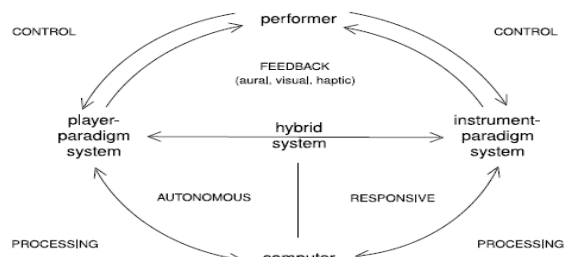 performer
CONTROL
CONTROL
FEEDBACK
(aural, visual, haptic)
player-
paradigm
system
hybrid
system
instrument-
paradigm
system
AUTONOMOUS
RESPONSIVE
PROCESSING
PROCESSING
computer